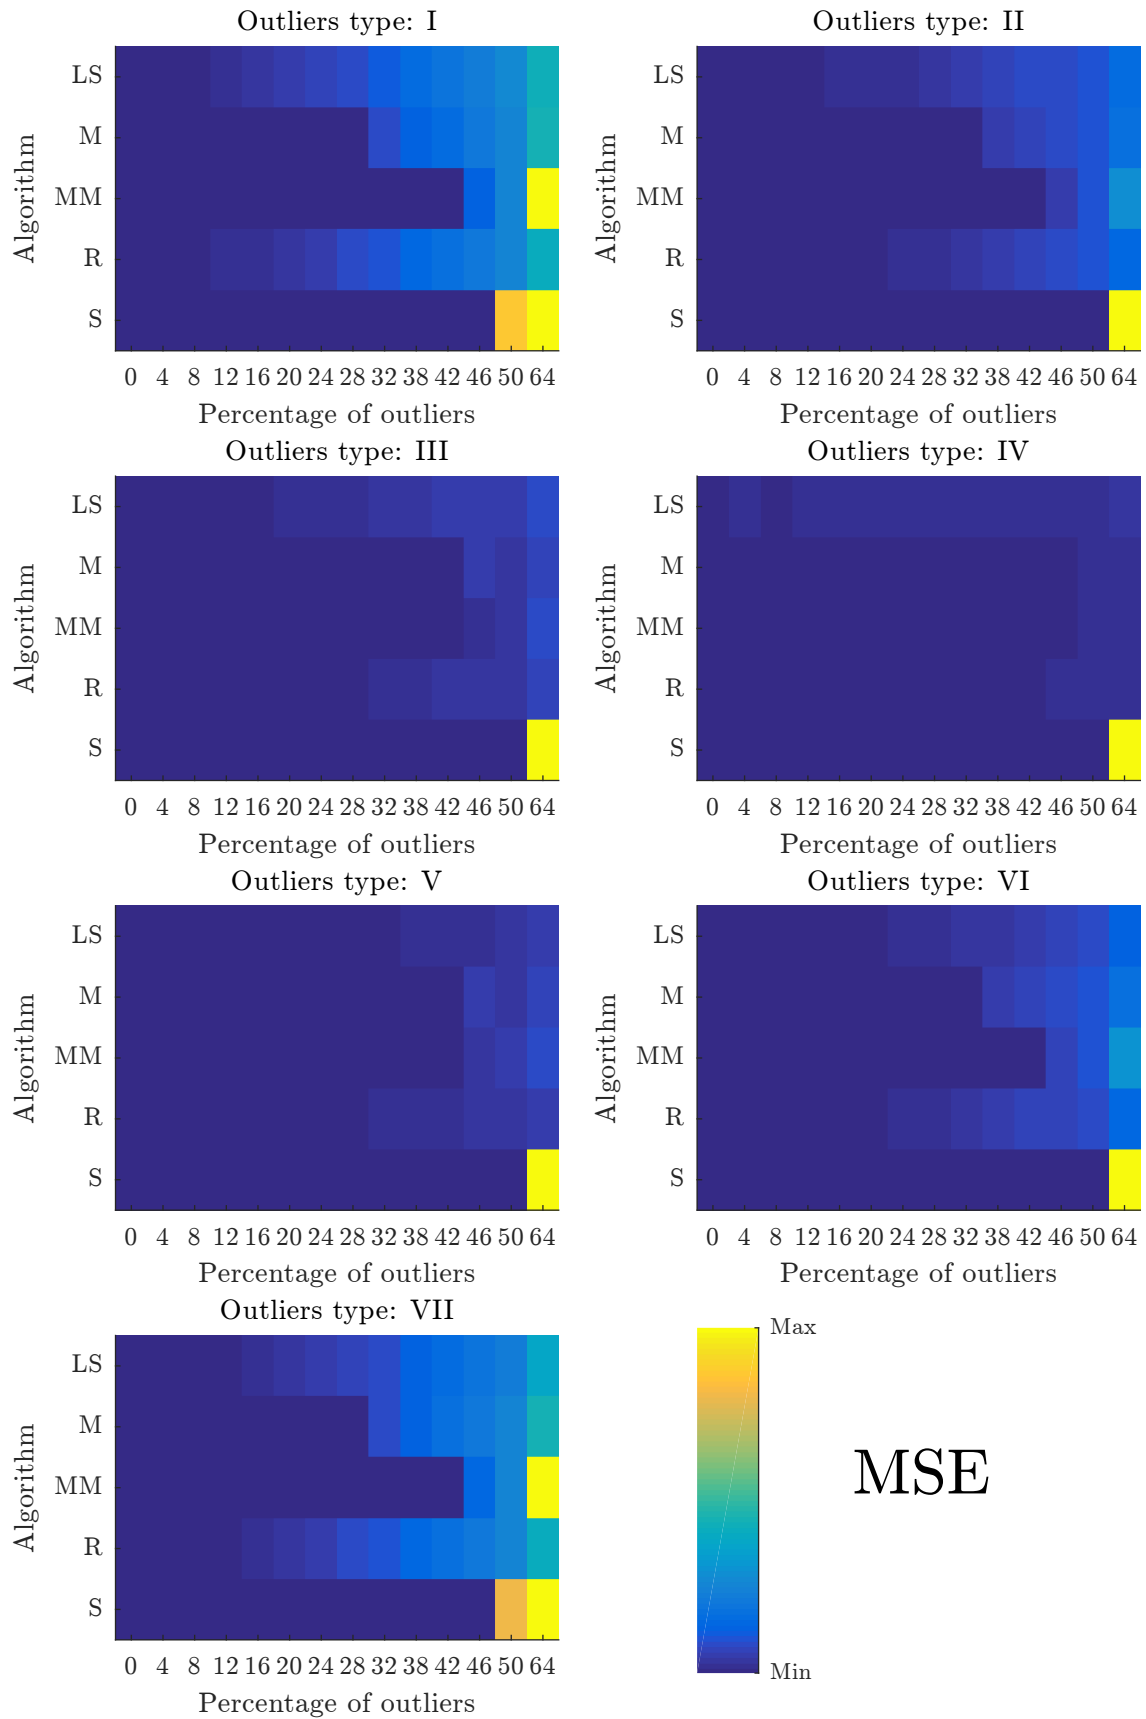 Outliers type: I
Algorithm
LS
M
MM
R
S
0 4 8 12 16 20 24 28 32 38 42 46 50 64
Percentage of outliers
Outliers type: II
Algorithm
LS
M
MM
R
S
0 4 8 12 16 20 24 28 32 38 42 46 50 64
Percentage of outliers
Outliers type: III
Algorithm
LS
M
MM
R
S
0 4 8 12 16 20 24 28 32 38 42 46 50 64
Percentage of outliers
Outliers type: IV
Algorithm
LS
M
MM
R
S
0 4 8 12 16 20 24 28 32 38 42 46 50 64
Percentage of outliers
Outliers type: V
Algorithm
LS
M
MM
R
S
0 4 8 12 16 20 24 28 32 38 42 46 50 64
Percentage of outliers
Outliers type: VI
Algorithm
LS
M
MM
R
S
0 4 8 12 16 20 24 28 32 38 42 46 50 64
Percentage of outliers
Outliers type: VII
Algorithm
LS
M
MM
R
S
0 4 8 12 16 20 24 28 32 38 42 46 50 64
Percentage of outliers
Max
MSE
Min